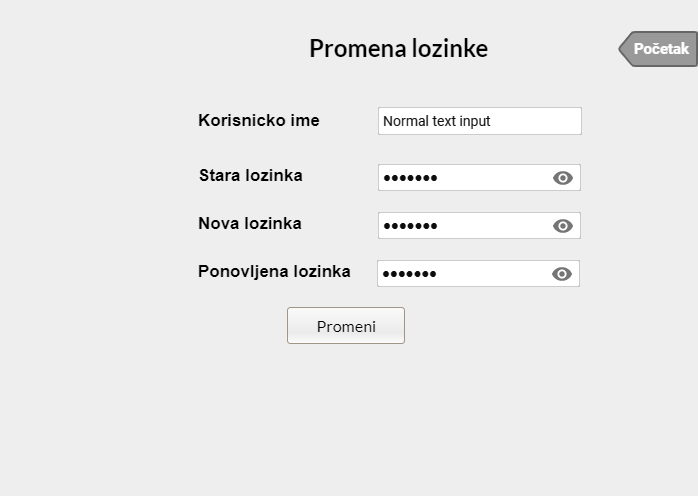 Promena lozinke
Početak
Korisnicko ime
Normal text input
Stara lozinka
•••••••
Nova lozinka
•••••••
Ponovljena lozinka
•••••••
Promeni